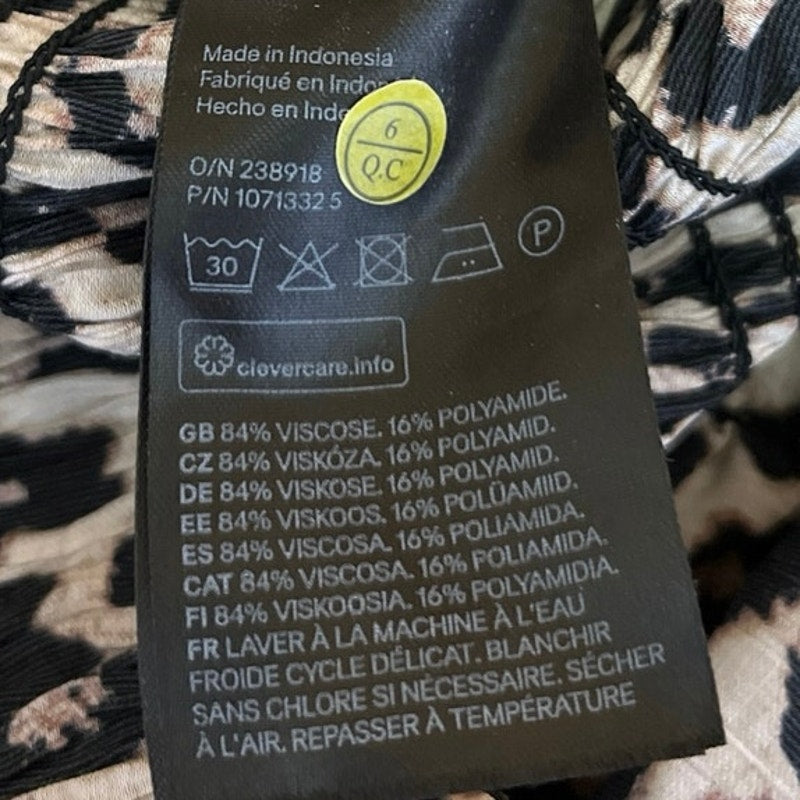 Made in Indonesia
Fabriqué en
Hecho en
6
Q.C
O/N 238918
P/N 1071332 5
30
P
clevercare.info
GB 84% VISCOSE. 16% POLYAMIDE.
CZ 84% VISKÓZA. 16% POLYAMID.
DE 84% VISKOSE. 16% POLYAMID.
EE 84% VISKOOS. 16% POLÜAMIID.
ES 84% VISCOSA. 16% POLIAMIDA.
CAT 84% VISCOSA. 16% POLIAMIDA.
FI 84% VISKOOSIA. 16% POLYAMIDIA.
FR LAVER À LA MACHINE À L'EAU
FROIDE CYCLE DÉLICAT. BLANCHIR
SANS CHLORE SI NÉCESSAIRE. SÉCHER
À L'AIR. REPASSER À TEMPÉRATURE